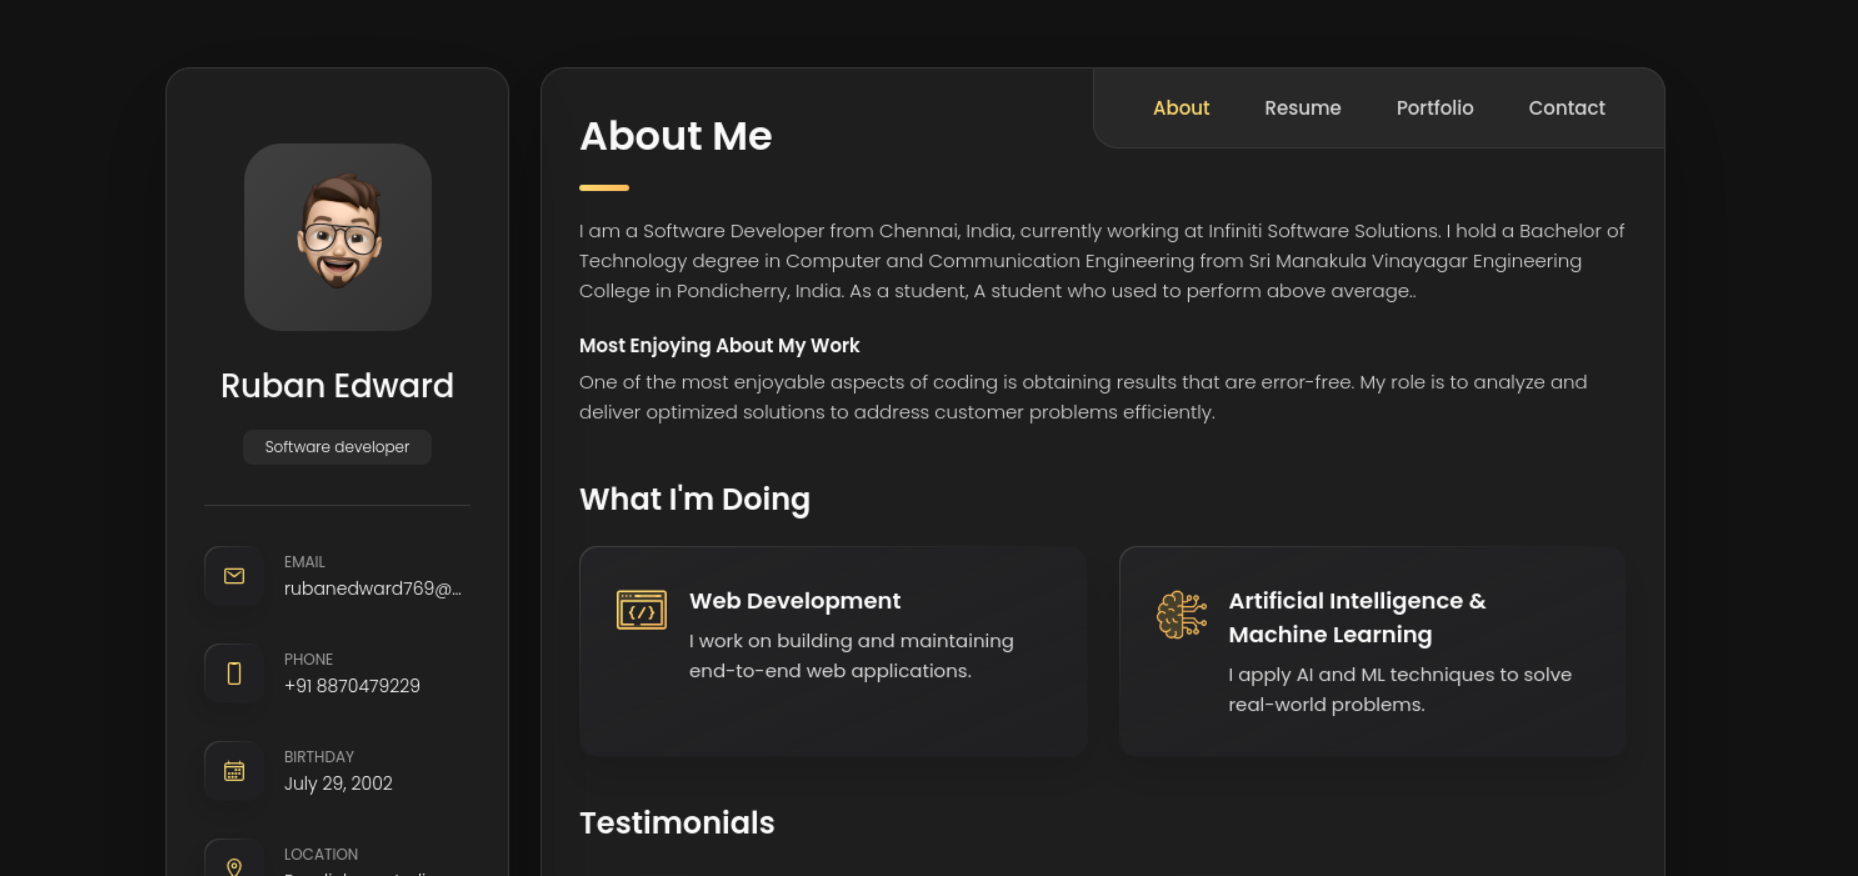 Ruban Edward
Software developer
EMAIL
rubanedward769@...
PHONE
+91 8870479229
BIRTHDAY
July 29, 2002
LOCATION
About
Resume
Portfolio
Contact
About Me
I am a Software Developer from Chennai, India, currently working at Infiniti Software Solutions. I hold a Bachelor of
Technology degree in Computer and Communication Engineering from Sri Manakula Vinayagar Engineering
College in Pondicherry, India. As a student, A student who used to perform above average..
Most Enjoying About My Work
One of the most enjoyable aspects of coding is obtaining results that are error-free. My role is to analyze and
deliver optimized solutions to address customer problems efficiently.
What I'm Doing
Web Development
I work on building and maintaining
end-to-end web applications.
Artificial Intelligence &
Machine Learning
I apply AI and ML techniques to solve
real-world problems.
Testimonials